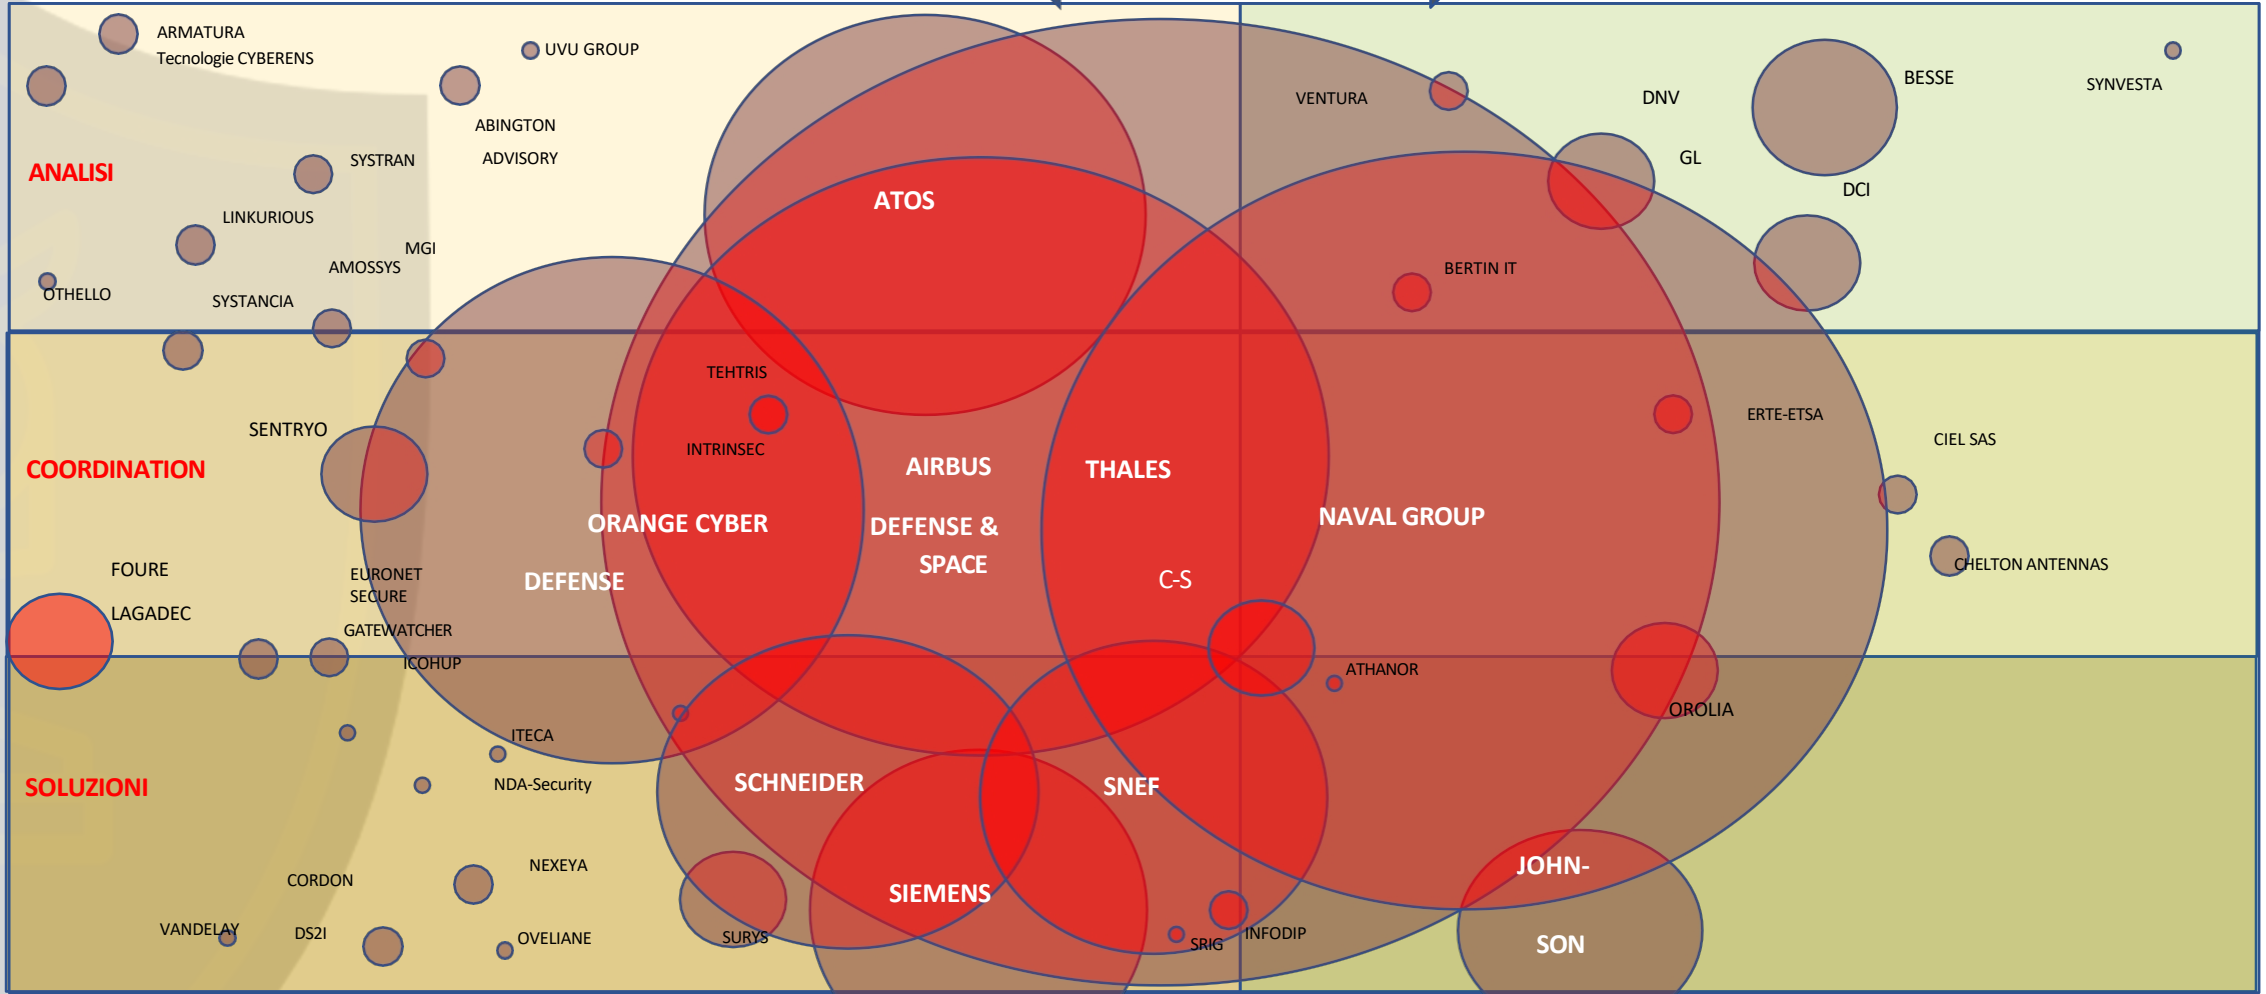 ARMATURA
Tecnologie CYBERENS
UVU GROUP
ABINGTON
ADVISORY
SYSTRAN
ANALISI
LINKURIOUS
MGI
AMOSSYS
OTHELLO
SYSTANCIA
ATOS
VENTURA
DNV
GL
BESSE
DCI
SYNVESTA
BERTIN IT
TEHTRIS
INTRINSEC
SENTRYO
COORDINATION
ORANGE CYBER
DEFENSE
AIRBUS
DEFENSE &
SPACE
THALES
C-S
NAVAL GROUP
ERTE-ETSA
CIEL SAS
CHELTON ANTENNAS
FOURE
LAGADEC
EURONET
SECURE
GATEWATCHER
ICOHUP
ATHANOR
OROLIA
ITECA
NDA-Security
SOLUZIONI
SCHNEIDER
SNEF
NEXEYA
CORDON
VANDELAY
DS2I
OVELIANE
SURYS
SIEMENS
SRIG
INFODIP
JOHN-
SON